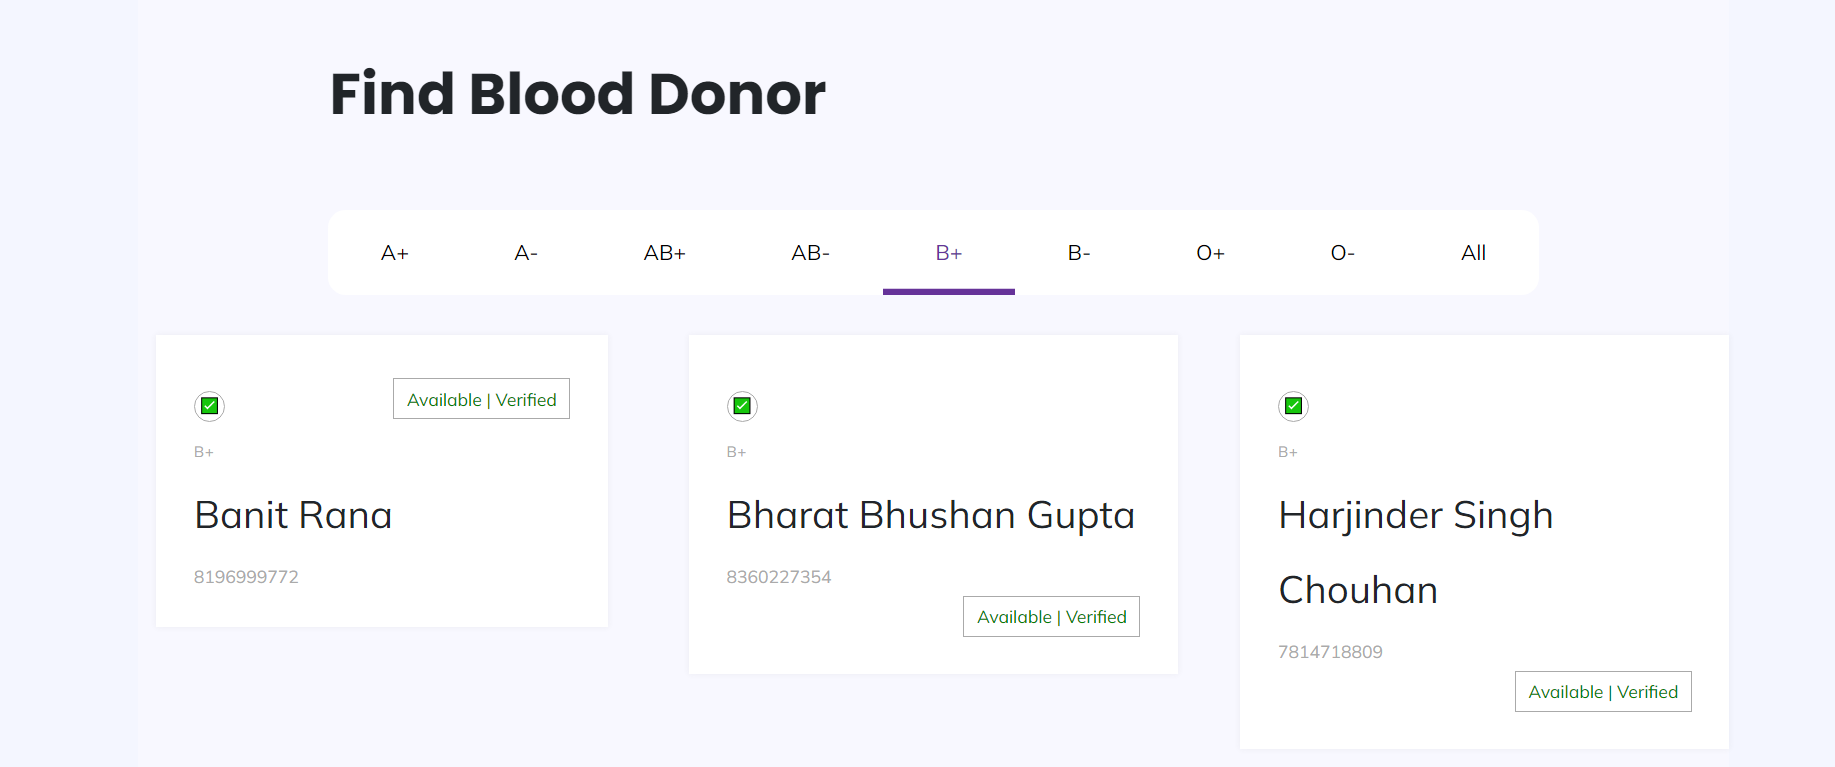 Find Blood Donor
A+ A- AB+ AB- B+ B- O+ O- All
Available | Verified
B+
Banit Rana
8196999772
B+
Bharat Bhushan Gupta
8360227354
Available | Verified
B+
Harjinder Singh
Chouhan
7814718809
Available | Verified